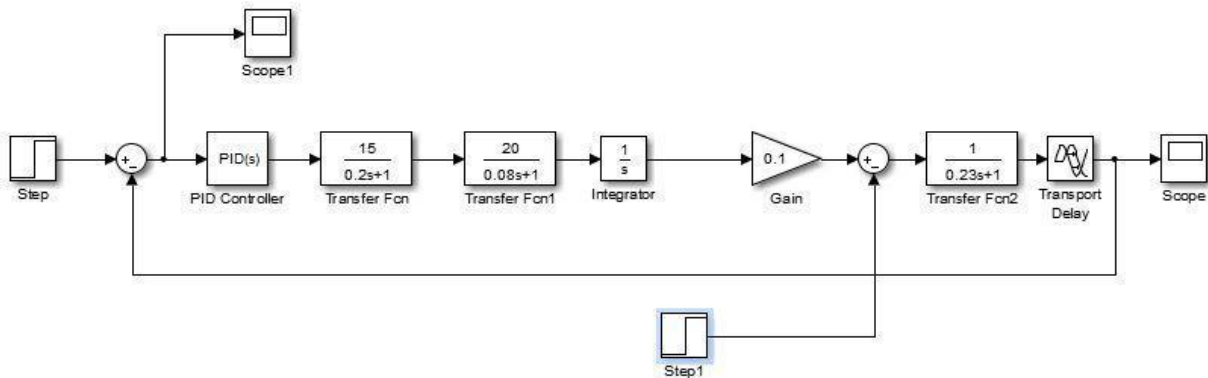 Scope1
Step
+
−
PID(s)
PID Controller
15
0.2s+1
Transfer Fcn
20
0.08s+1
Transfer Fcn1
1
s
Integrator
0.1
Gain
+
−
1
0.23s+1
Transfer Fcn2
Transport
Delay
Scope
Step1